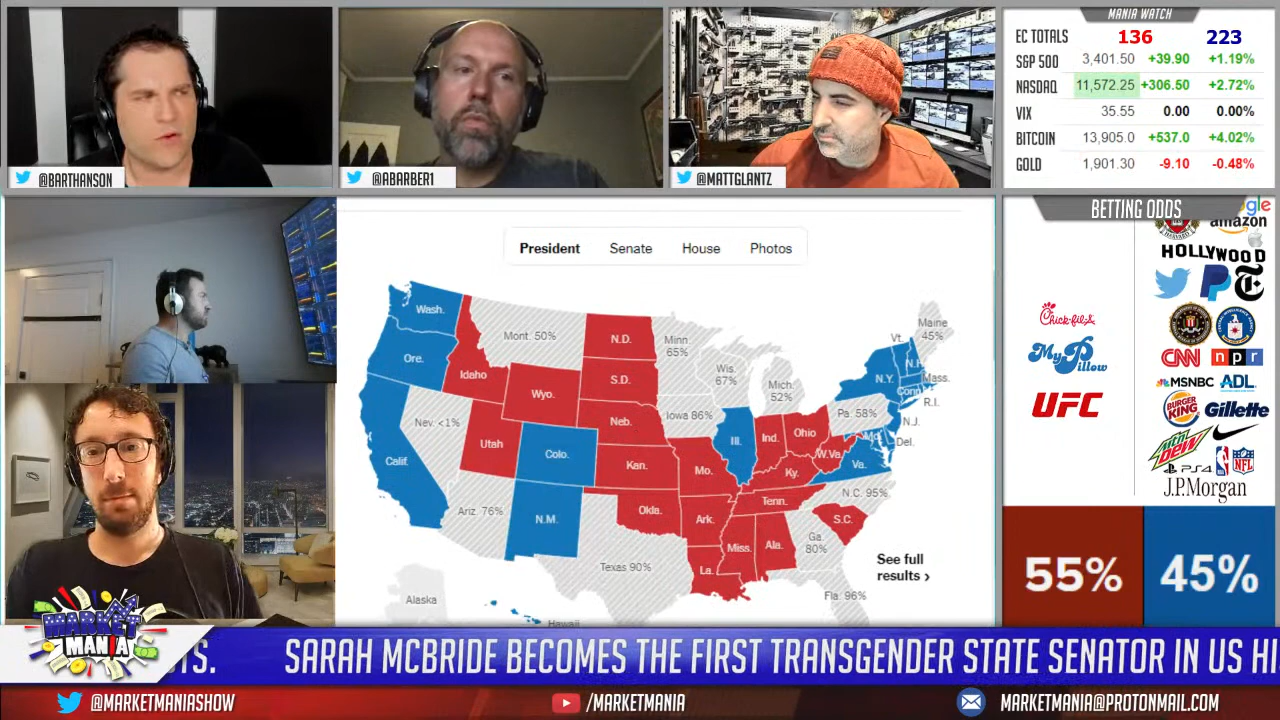 MANIA WATCH
EC TOTALS 136 223
S&P 500 3,401.50 +39.90 +1.19%
NASDAQ 11,572.25 +306.50 +2.72%
VIX 35.55 0.00 0.00%
BITCOIN 13,905.0 +537.0 +4.02%
GOLD 1,901.30 -9.10 -0.48%
@BARTHANSON
@ABARBER1
@MATTGLANTZ
President Senate House Photos
Wash.
Ore.
Calif.
Idaho
Nev. <1%
Utah
Ariz. 76%
Mont. 50%
Wyo.
Colo.
N.M.
N.D.
S.D.
Neb.
Kan.
Okla.
Texas 90%
Minn.
65%
Iowa 86%
Mo.
Ark.
La.
Wis.
67%
Ill.
Mich.
52%
Ind.
Ohio
Ky.
Tenn.
Miss.
Ala.
Ga.
80%
Fla. 96%
S.C.
N.C. 95%
Va.
W.Va.
Md.
Del.
Pa. 58%
N.J.
N.Y.
Conn.
R.I.
Mass.
Vt.
N.H.
Maine
45%
Alaska
Hawaii
See full
results ›
BETTING ODDS
gle
amazon
HOLLYWOOD
Chick-fil-A
MyPillow
UFC
CNN npr
MSNBC ADL
BURGER
KING
Gillette
mtn
DEW
PS4
NBA
NFL
J.P.Morgan
55% 45%
MARKET
MANIA
TS. SARAH MCBRIDE BECOMES THE FIRST TRANSGENDER STATE SENATOR IN US HI
@MARKETMANIASHOW /MARKETMANIA MARKETMANIA@PROTONMAIL.COM